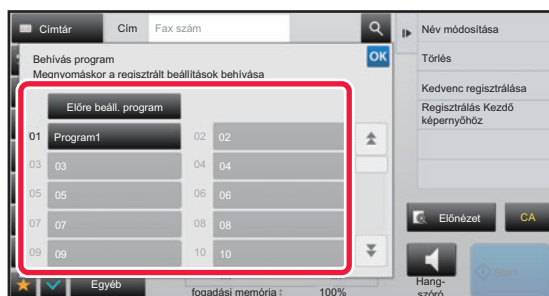 Címtár
Cím
Fax szám
Behívás program
OK
Megnyomáskor a regisztrált beállítások behívása
Előre beáll. program
01 Program1
02 02
03 03
04 04
05 05
06 06
07 07
08 08
09 09
10 10
Egyéb
fogadási memória : 100%
Név módosítása
Törlés
Kedvenc regisztrálása
Regisztrálás Kezdő
képernyőhöz
Előnézet
CA
Hang-
szóró
Start